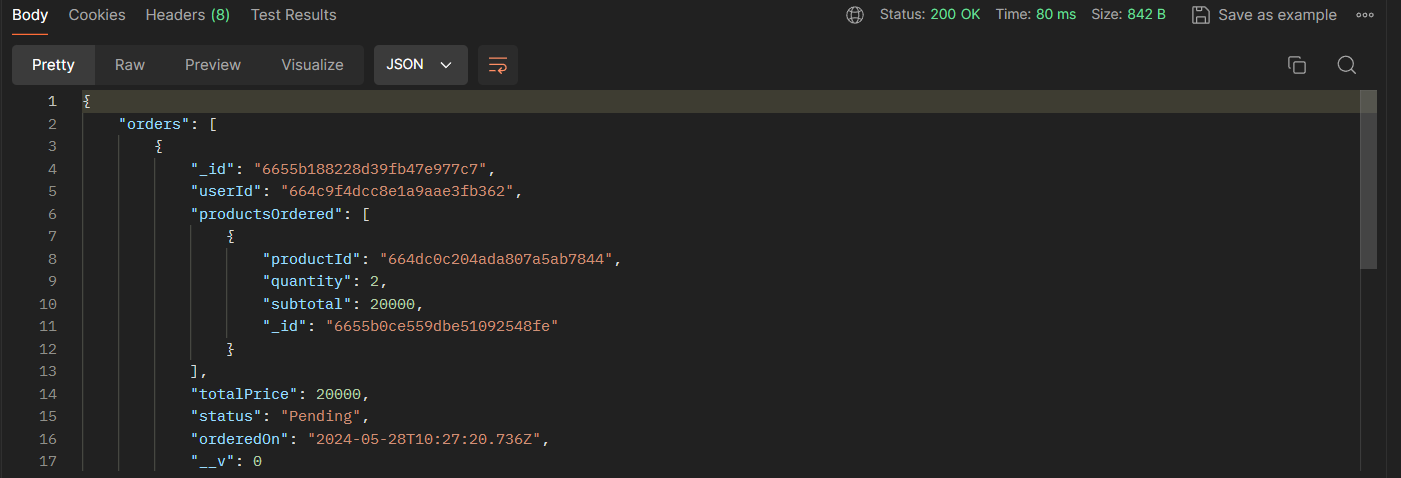 Body Cookies Headers (8) Test Results Status: 200 OK Time: 80 ms Size: 842 B Save as example
Pretty Raw Preview Visualize JSON
1 {
2 "orders": [
3 {
4 "_id": "6655b188228d39fb47e977c7",
5 "userId": "664c9f4dcc8e1a9aae3fb362",
6 "productsOrdered": [
7 {
8 "productId": "664dc0c204ada807a5ab7844",
9 "quantity": 2,
10 "subtotal": 20000,
11 "_id": "6655b0ce559dbe51092548fe"
12 }
13 ],
14 "totalPrice": 20000,
15 "status": "Pending",
16 "orderedOn": "2024-05-28T10:27:20.736Z",
17 "__v": 0